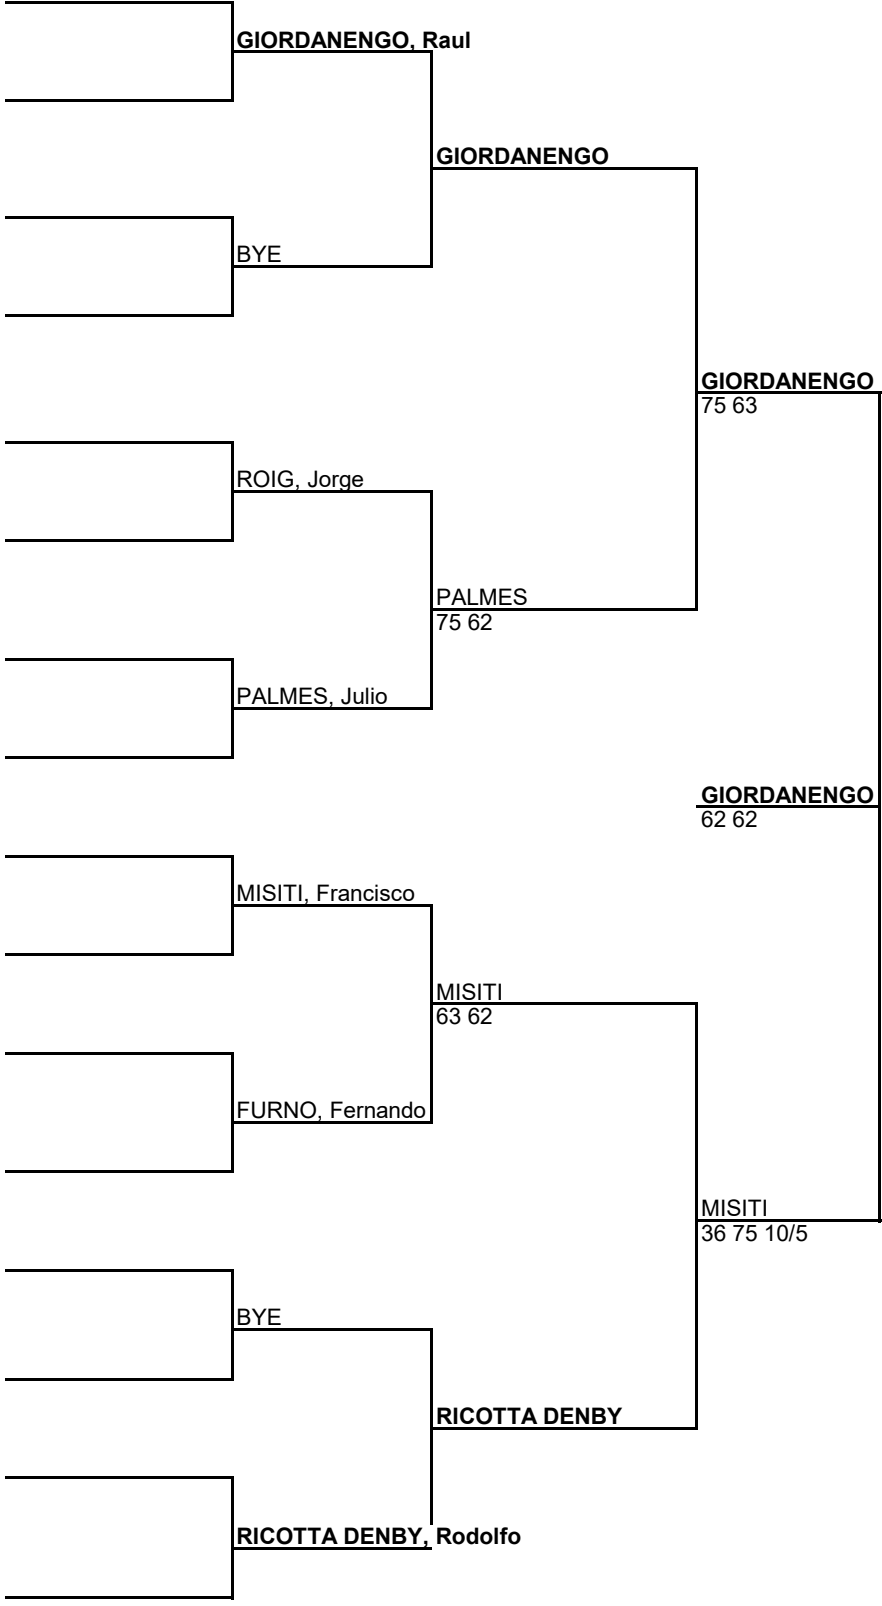 GIORDANENGO, Raul
GIORDANENGO
BYE
GIORDANENGO
75 63
ROIG, Jorge
PALMES
75 62
PALMES, Julio
GIORDANENGO
62 62
MISITI, Francisco
MISITI
63 62
FURNO, Fernando
MISITI
36 75 10/5
BYE
RICOTTA DENBY
RICOTTA DENBY, Rodolfo